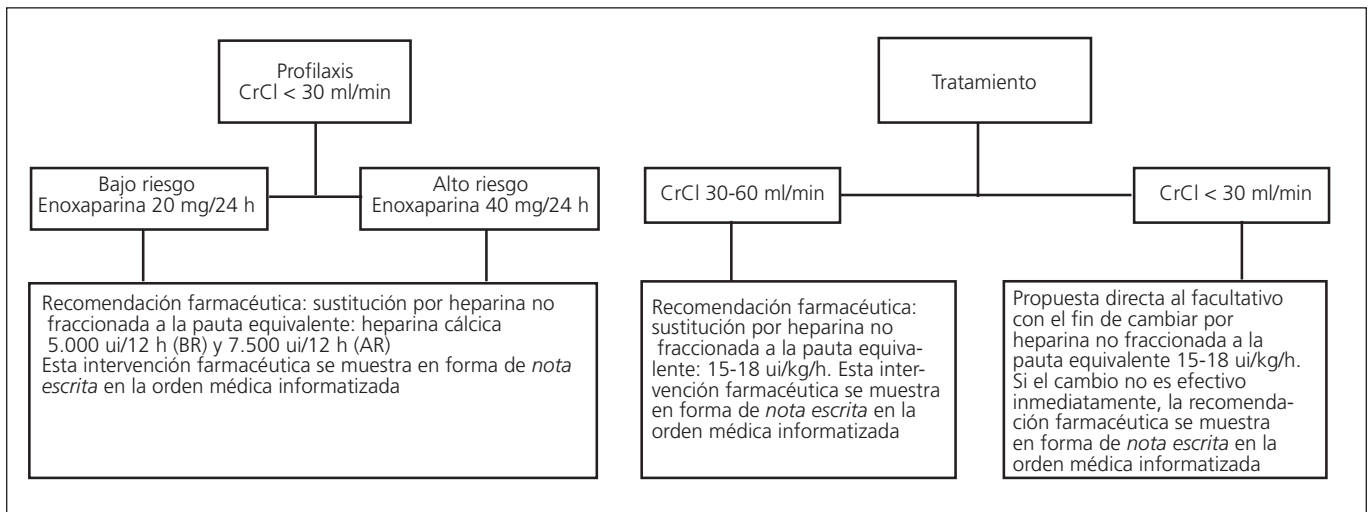 Profilaxis
CrCl < 30 ml/min
Bajo riesgo
Enoxaparina 20 mg/24 h
Alto riesgo
Enoxaparina 40 mg/24 h
Recomendación farmacéutica: sustitución por heparina no
fraccionada a la pauta equivalente: heparina cálcica
5.000 ui/12 h (BR) y 7.500 ui/12 h (AR)
Esta intervención farmacéutica se muestra en forma de nota
escrita en la orden médica informatizada
Tratamiento
CrCl 30-60 ml/min
CrCl < 30 ml/min
Recomendación farmacéutica:
sustitución por heparina no
fraccionada a la pauta equiva-
lente: 15-18 ui/kg/h. Esta inter-
vención farmacéutica se muestra
en forma de nota escrita en la
orden médica informatizada
Propuesta directa al facultativo
con el fin de cambiar por
heparina no fraccionada a la
pauta equivalente 15-18 ui/kg/h.
Si el cambio no es efectivo
inmediatamente, la recomenda-
ción farmacéutica se muestra
en forma de nota escrita en la
orden médica informatizada